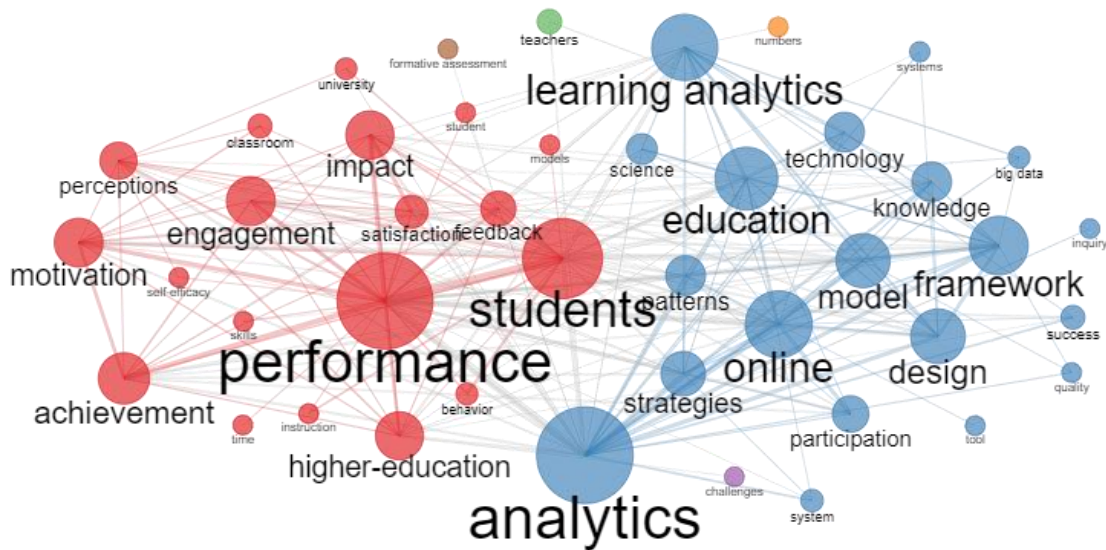 teachers
numbers
formative assessment
systems
university
learning analytics
student
classroom
models
technology
impact
science
big data
perceptions
knowledge
education
engagement
satisfaction
feedback
inquiry
motivation
self-efficacy
students
patterns
model
framework
skills
performance
online
design
success
achievement
behavior
strategies
quality
time
instruction
participation
tool
higher-education
challenges
analytics
system